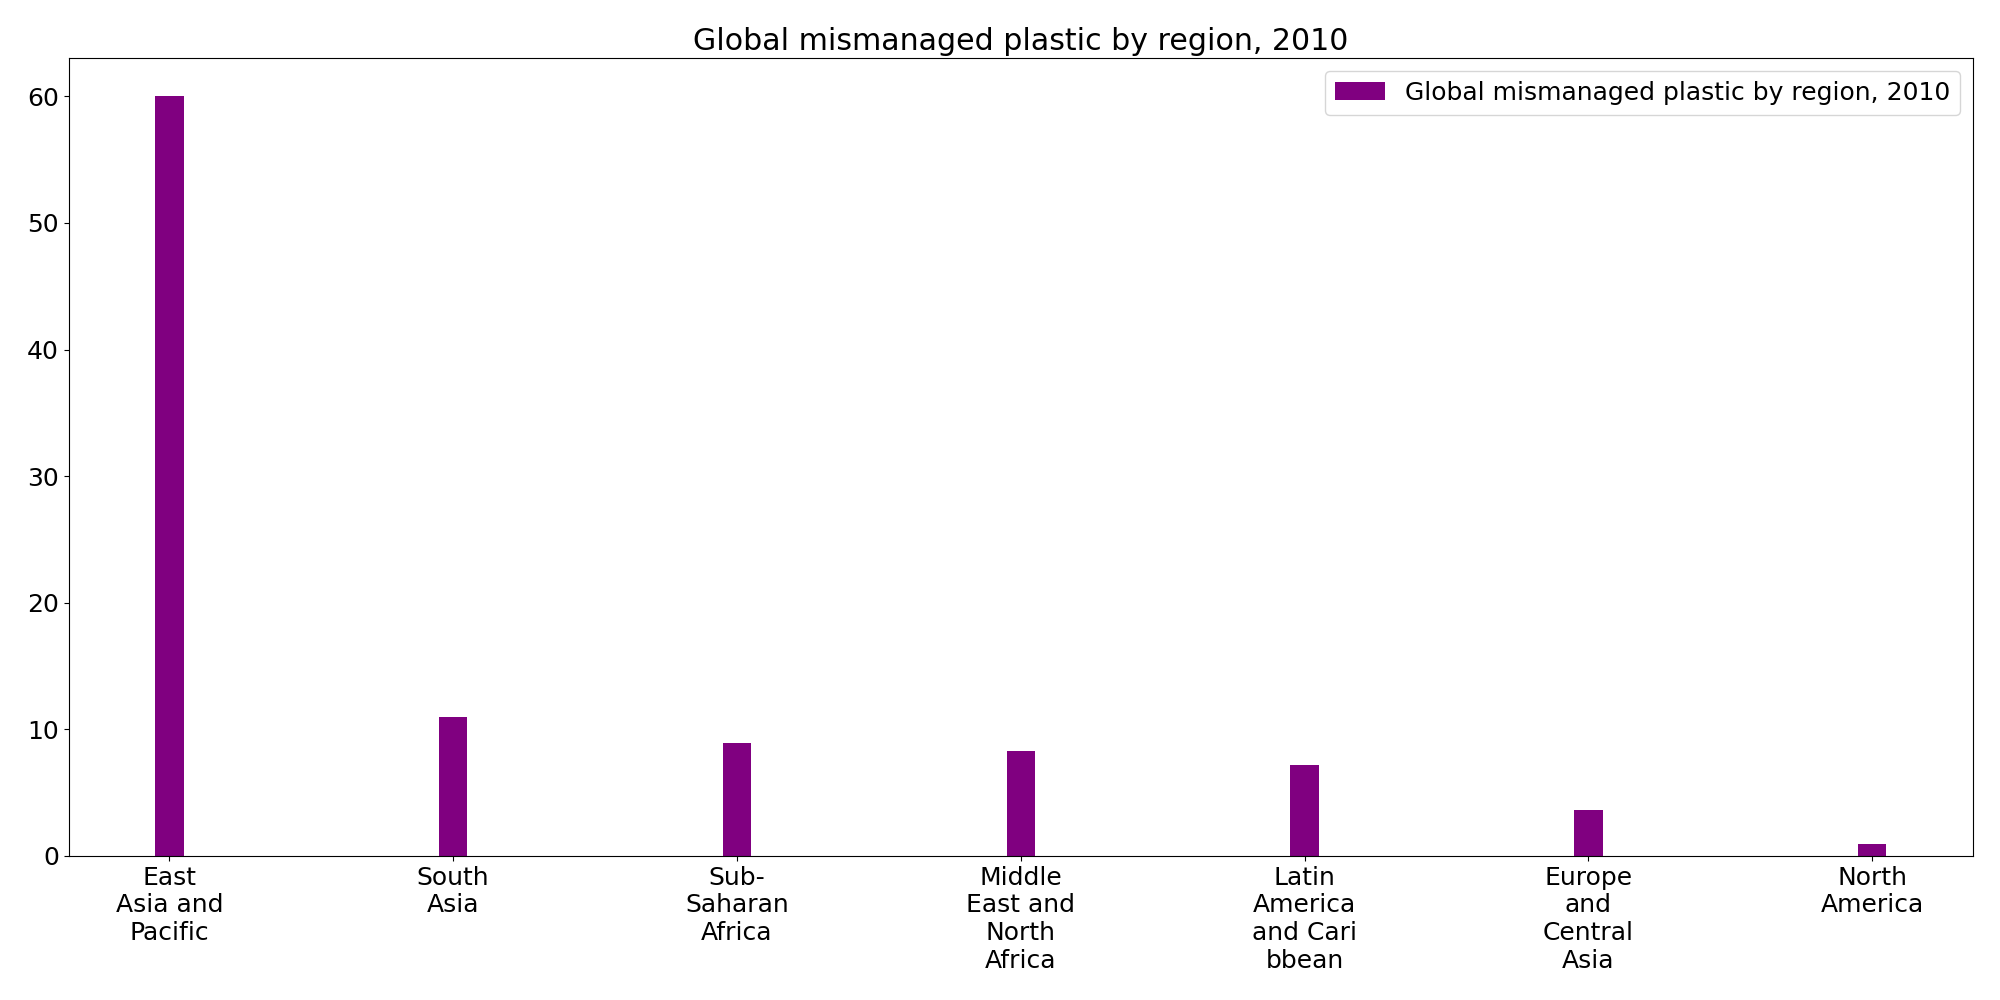 Global mismanaged plastic by region, 2010
Global mismanaged plastic by region, 2010
60
50
40
30
20
10
0
East
Asia and
Pacific
South
Asia
Sub-
Saharan
Africa
Middle
East and
North
Africa
Latin
America
and Cari
bbean
Europe
and
Central
Asia
North
America